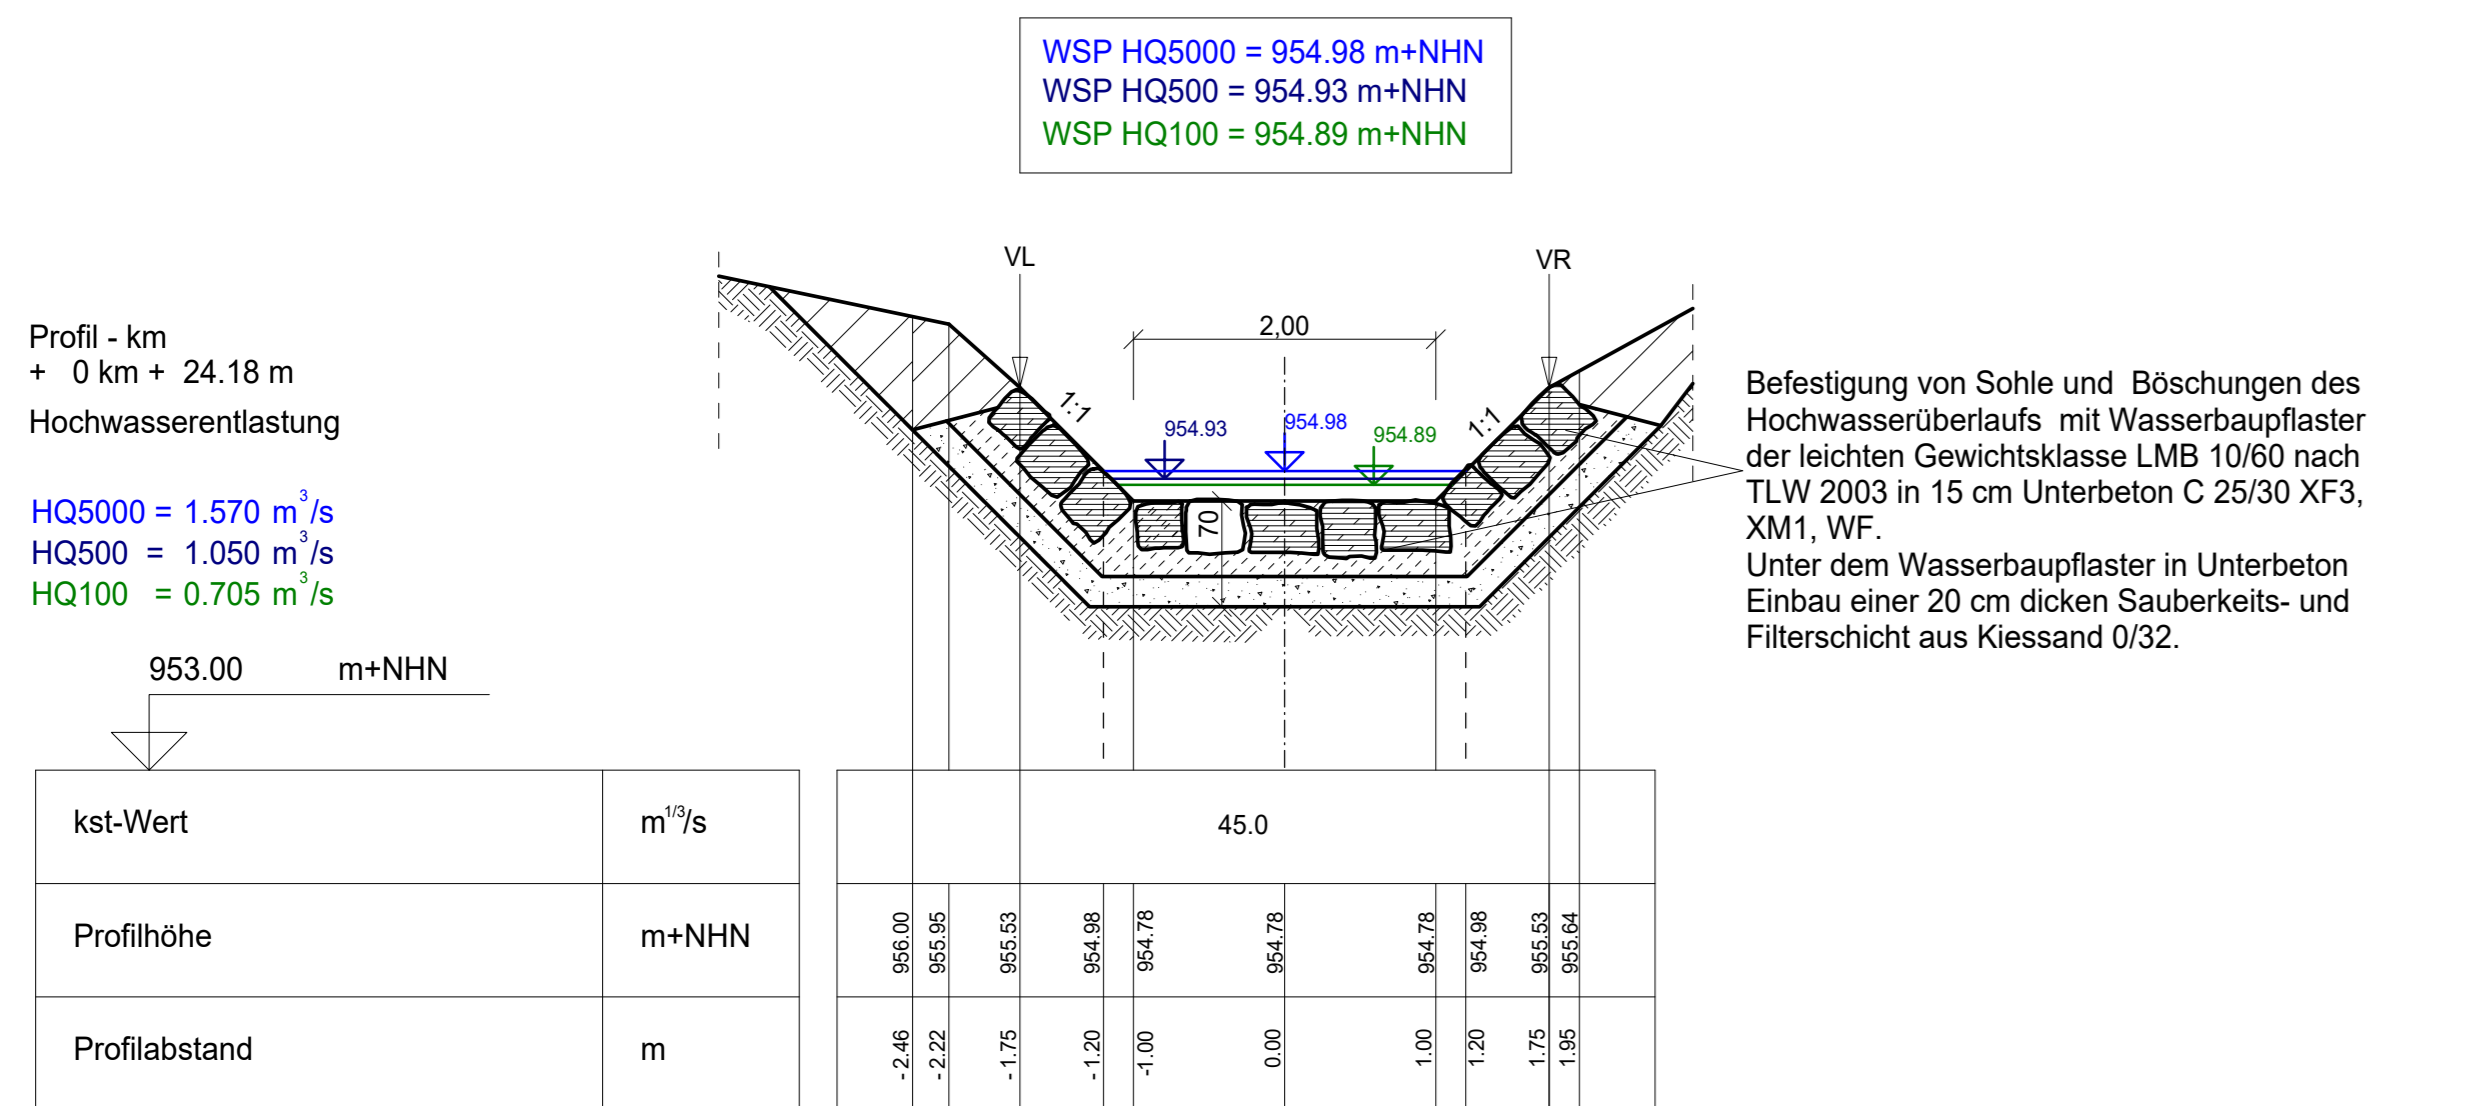 WSP HQ5000 = 954.98 m+NHN
WSP HQ500 = 954.93 m+NHN
WSP HQ100 = 954.89 m+NHN
VL
VR
2,00
1:1
1:1
954.93
954.98
954.89
70
Profil - km
+ 0 km + 24.18 m
Hochwasserentlastung
HQ5000 = 1.570 m³/s
HQ500 = 1.050 m³/s
HQ100 = 0.705 m³/s
953.00 m+NHN
Befestigung von Sohle und Böschungen des
Hochwasserüberlaufs mit Wasserbaupflaster
der leichten Gewichtsklasse LMB 10/60 nach
TLW 2003 in 15 cm Unterbeton C 25/30 XF3,
XM1, WF.
Unter dem Wasserbaupflaster in Unterbeton
Einbau einer 20 cm dicken Sauberkeits- und
Filterschicht aus Kiessand 0/32.
kst-Wert m^1/3/s 45.0
Profilhöhe m+NHN 956.00 955.95 955.53 954.98 954.78 954.78 954.78 954.98 955.53 955.64
Profilabstand m - 2.46 - 2.22 - 1.75 - 1.20 -1.00 0.00 1.00 1.20 1.75 1.95